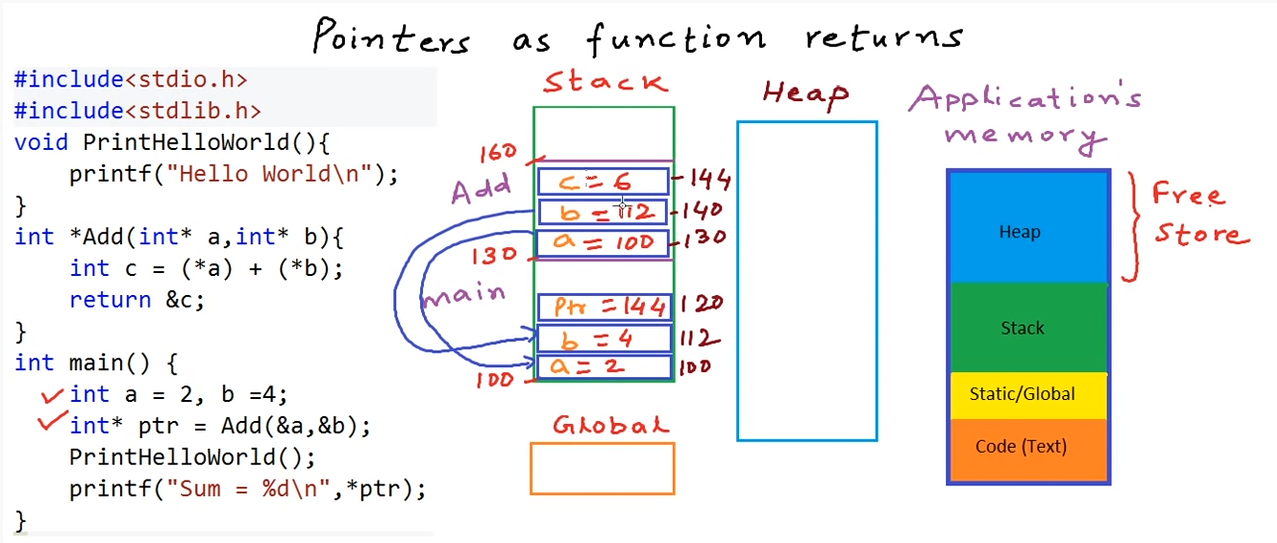 Pointers as function returns
#include<stdio.h>
#include<stdlib.h>
void PrintHelloWorld(){
    printf("Hello World\n");
}
int *Add(int* a,int* b){
    int c = (*a) + (*b);
    return &c;
}
int main() {
    int a = 2, b =4;
    int* ptr = Add(&a,&b);
    PrintHelloWorld();
    printf("Sum = %d\n",*ptr);
}
Stack
160
Add
c = 6 144
b = 112 140
a = 100 130
130
main
Ptr = 144 120
b = 4 112
a = 2 100
100
Global
Heap
Application's
memory
Heap
Stack
Static/Global
Code (Text)
Free
Store